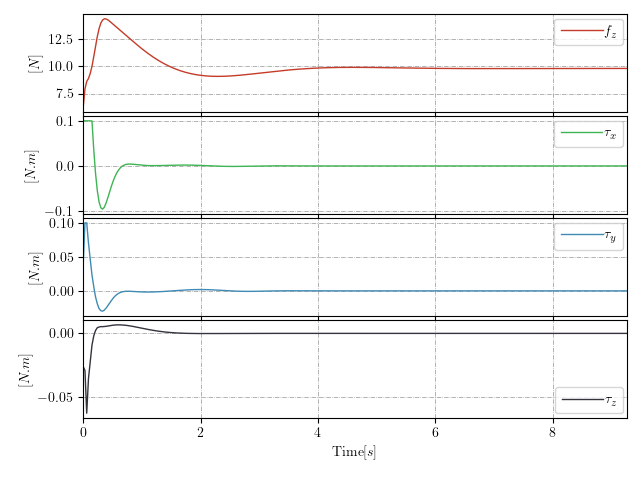 12.5
10.0
7.5
[N]
f_z
0.1
0.0
−0.1
[N.m]
τ_x
0.10
0.05
0.00
[N.m]
τ_y
0.00
−0.05
[N.m]
τ_z
0 2 4 6 8
Time[s]